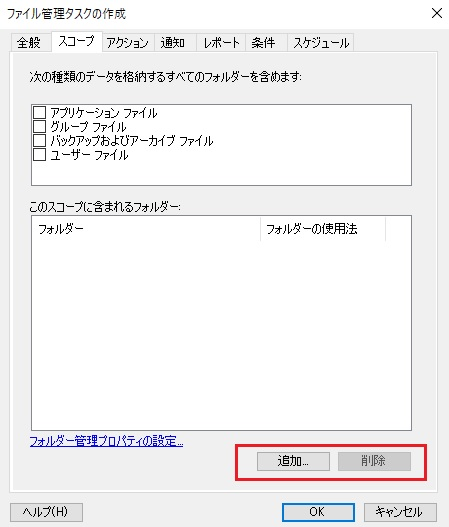 ファイル管理タスクの作成
全般 スコープ アクション 通知 レポート 条件 スケジュール
次の種類のデータを格納するすべてのフォルダーを含めます:
アプリケーション ファイル
グループ ファイル
バックアップおよびアーカイブ ファイル
ユーザー ファイル
このスコープに含まれるフォルダー:
フォルダー フォルダーの使用法
フォルダー管理プロパティの設定...
追加... 削除
ヘルプ(H) OK キャンセル